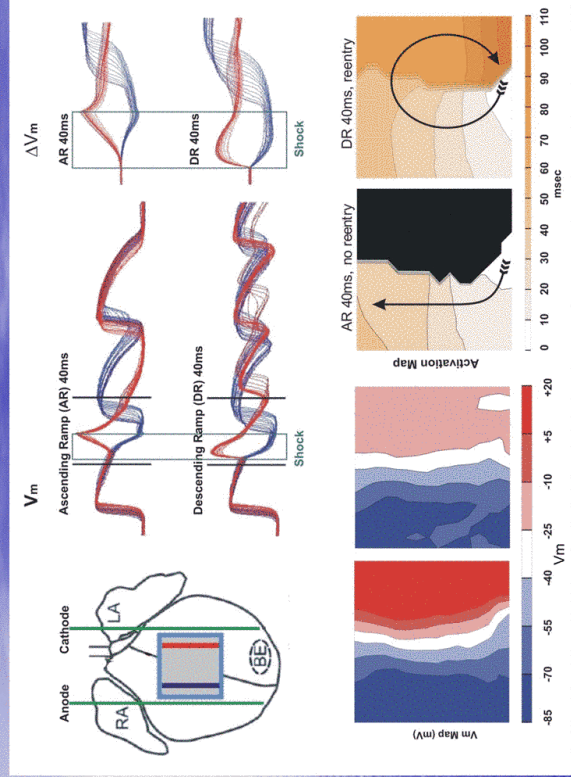 Anode
Cathode
RA
LA
BE
Vm
Ascending Ramp (AR) 40ms
Descending Ramp (DR) 40ms
Shock
ΔVm
AR 40ms
DR 40ms
Shock
Vm Map (mV)
-85 -70 -55 -40 -25 -10 +5 +20
Vm
Activation Map
AR 40ms, no reentry
DR 40ms, reentry
0 10 20 30 40 50 60 70 80 90 100 110
msec